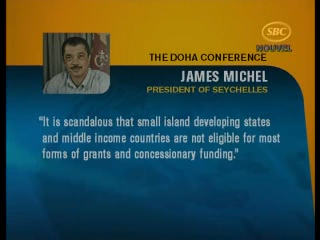 SBC
NOUVEL
THE DOHA CONFERENCE
JAMES MICHEL
PRESIDENT OF SEYCHELLES
"It is scandalous that small island developing states
and middle income countries are not eligible for most
forms of grants and concessionary funding."